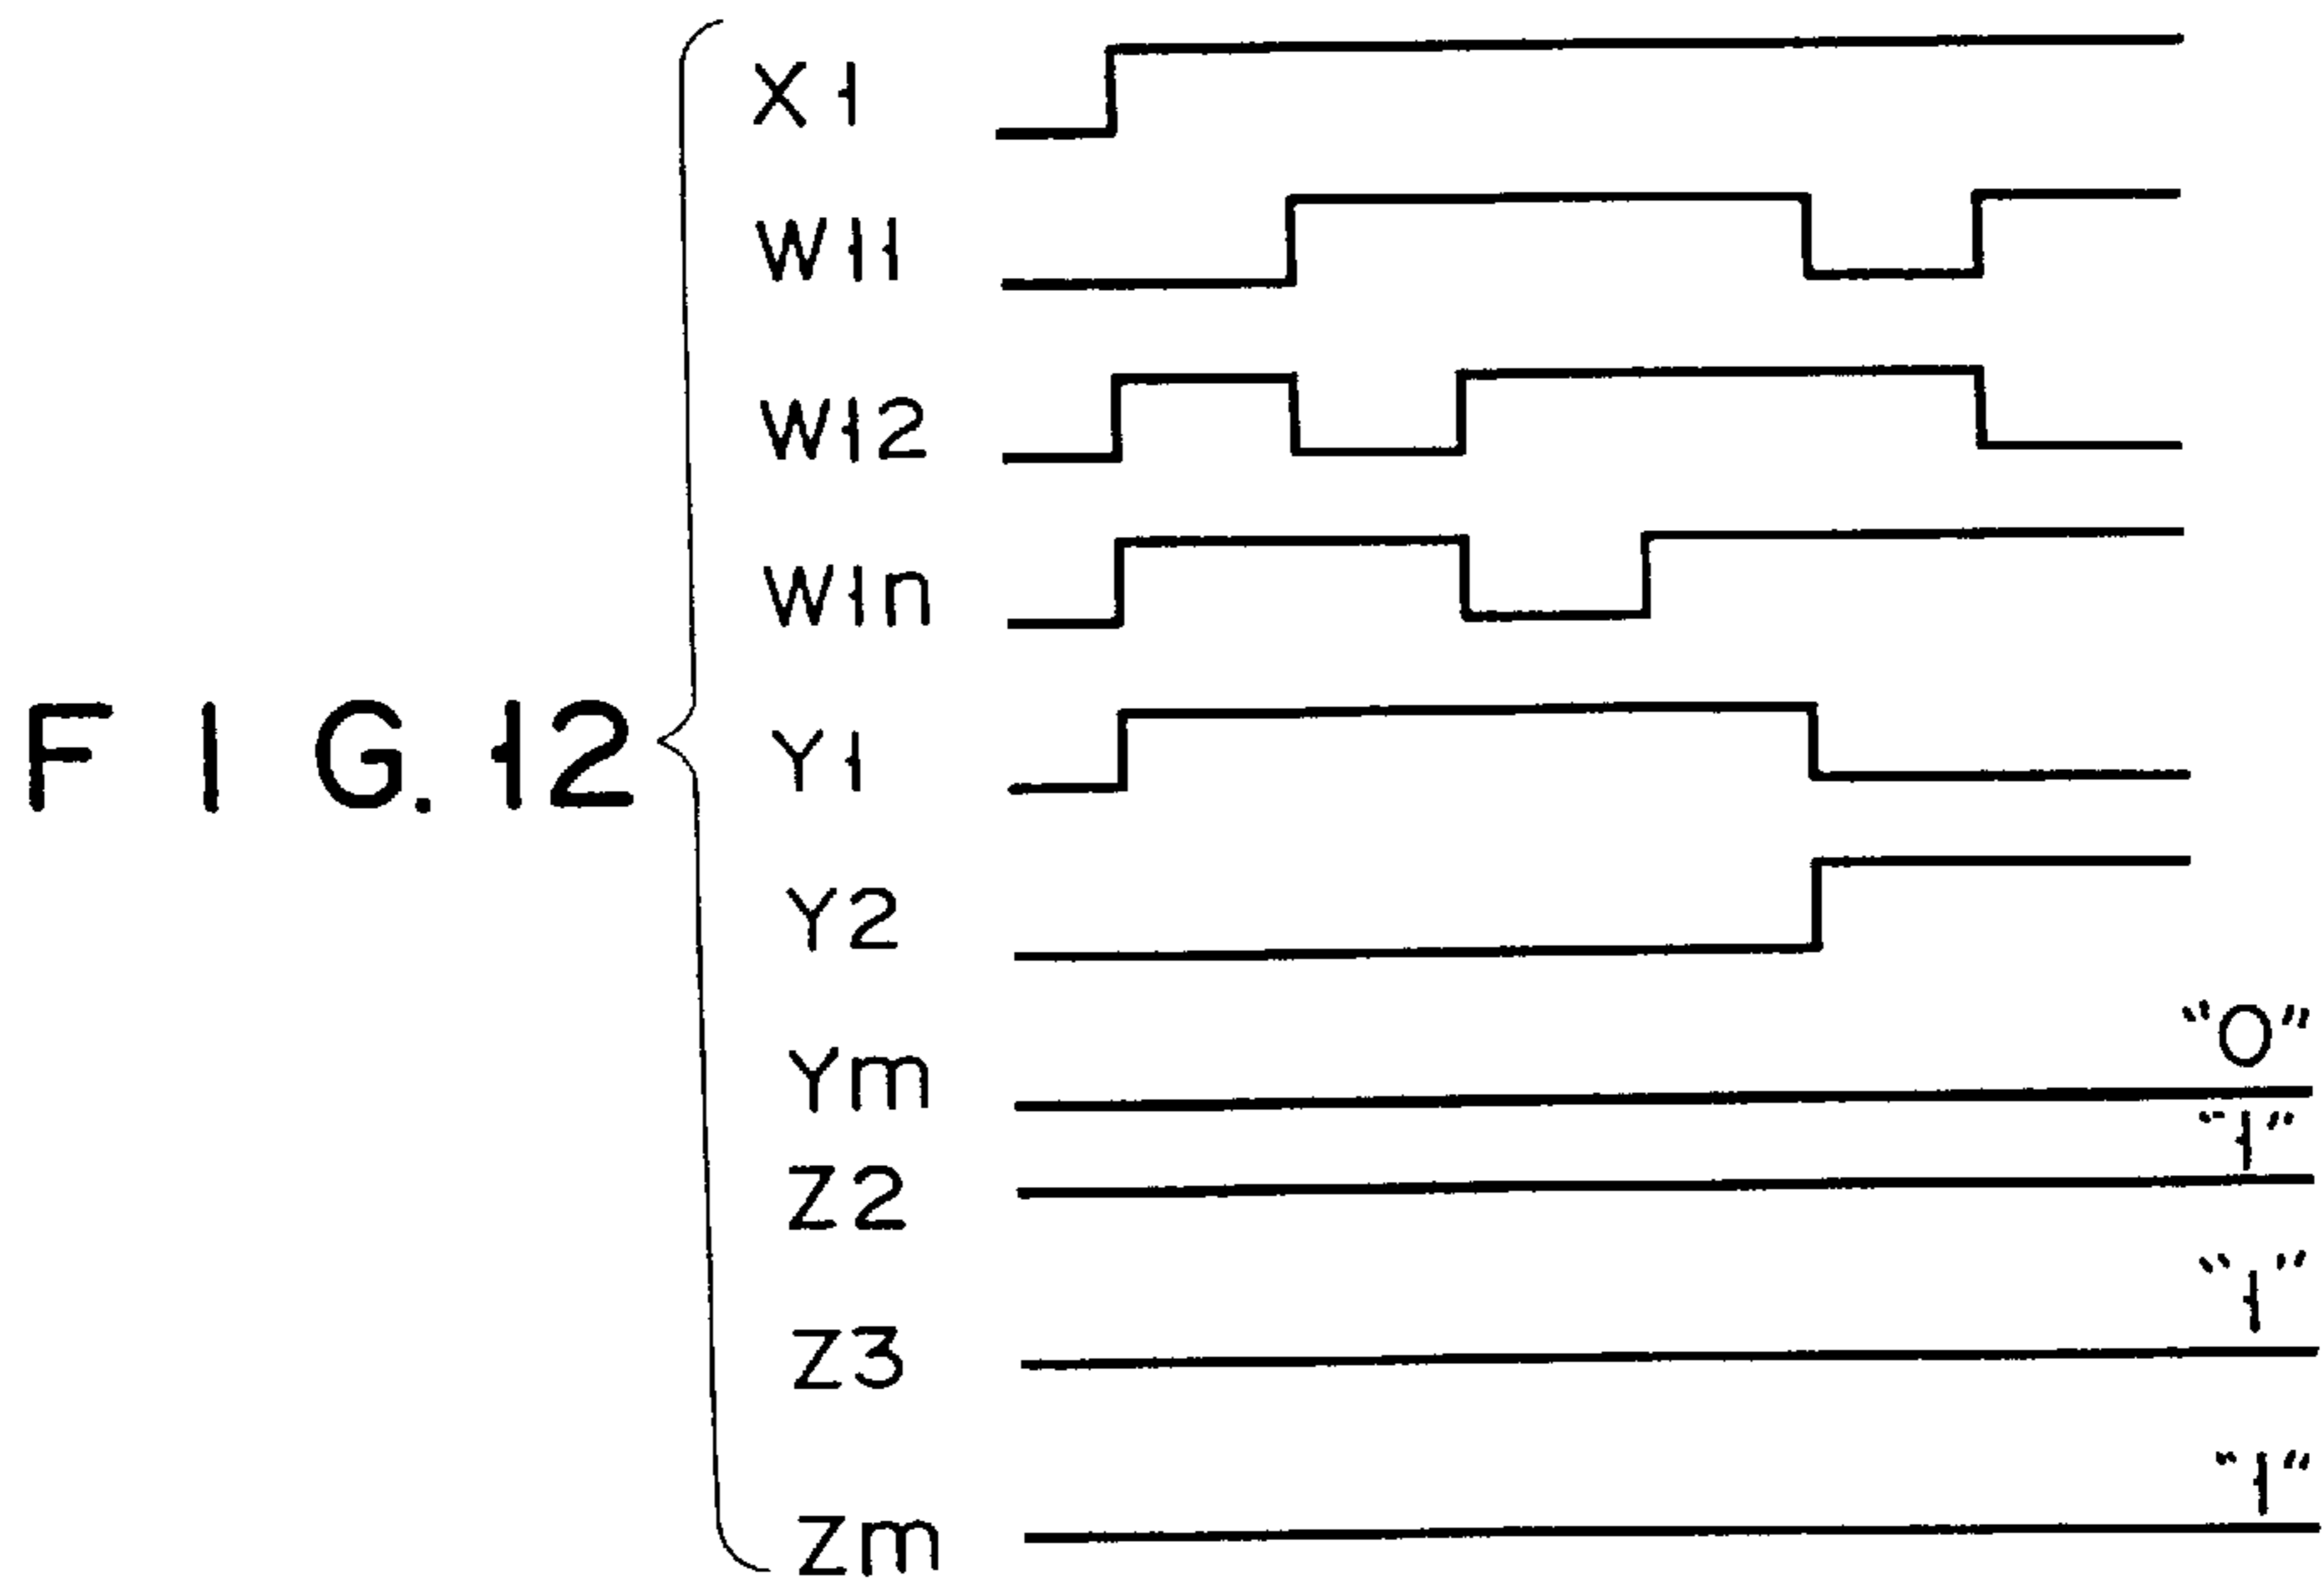 X1
W11
W12
W1n
FIG.12
Y1
Y2
Ym "0"
Z2 "1"
Z3 "1"
Zm "1"